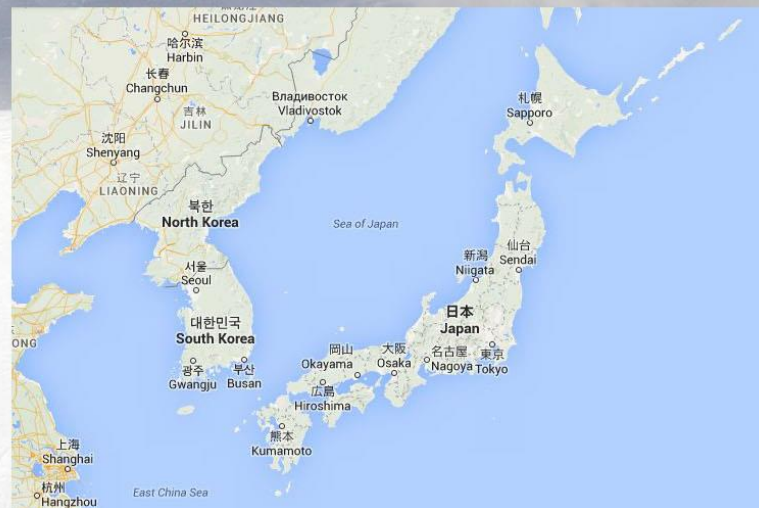 HEILONGJIANG
哈尔滨
Harbin
长春
Changchun
吉林
JILIN
Владивосток
Vladivostok
沈阳
Shenyang
辽宁
LIAONING
북한
North Korea
Sea of Japan
札幌
Sapporo
서울
Seoul
新潟
Niigata
仙台
Sendai
대한민국
South Korea
日本
Japan
광주
Gwangju
부산
Busan
岡山
Okayama
大阪
Osaka
名古屋
Nagoya
東京
Tokyo
広島
Hiroshima
熊本
Kumamoto
ONG
上海
Shanghai
杭州
Hangzhou
East China Sea